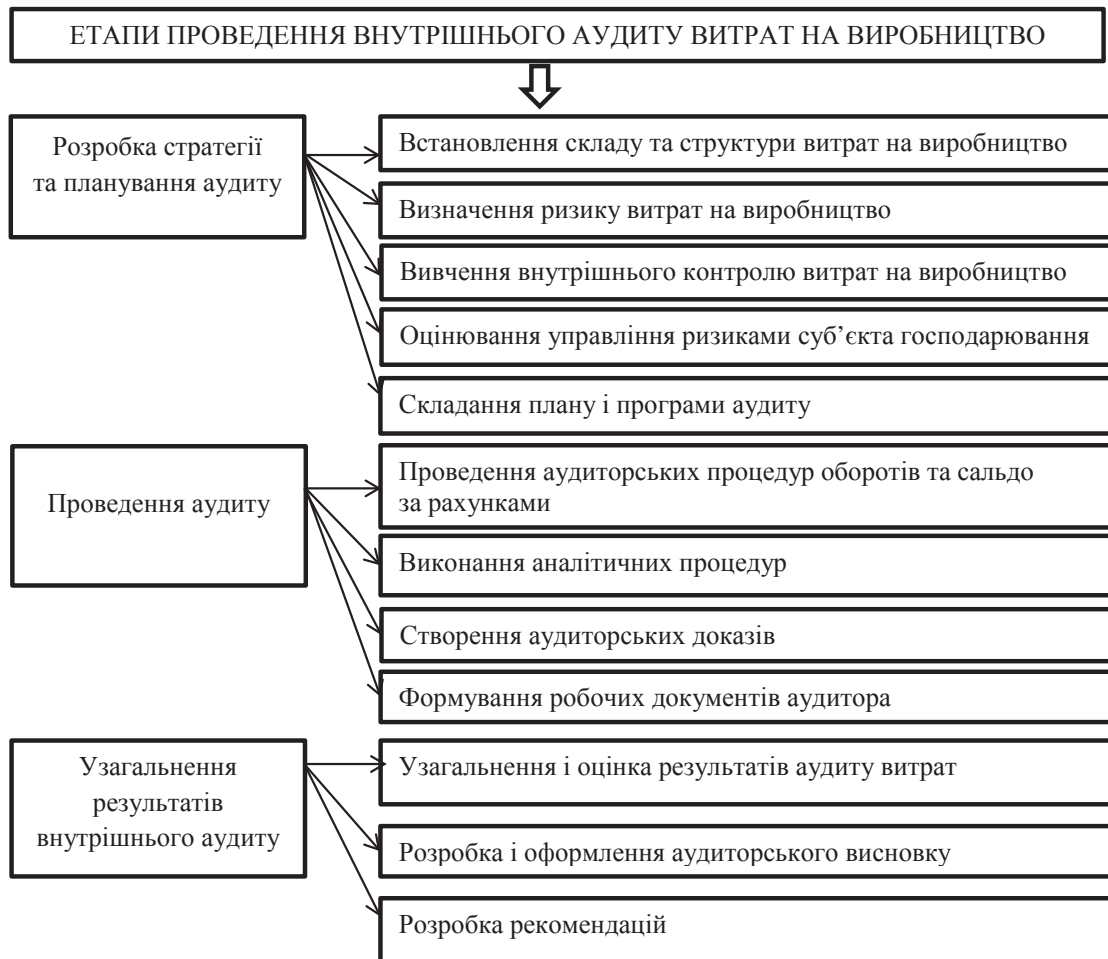 ЕТАПИ ПРОВЕДЕННЯ ВНУТРІШНЬОГО АУДИТУ ВИТРАТ НА ВИРОБНИЦТВО
Розробка стратегії
та планування аудиту
Встановлення складу та структури витрат на виробництво
Визначення ризику витрат на виробництво
Вивчення внутрішнього контролю витрат на виробництво
Оцінювання управління ризиками суб’єкта господарювання
Складання плану і програми аудиту
Проведення аудиту
Проведення аудиторських процедур оборотів та сальдо
за рахунками
Виконання аналітичних процедур
Створення аудиторських доказів
Формування робочих документів аудитора
Узагальнення
результатів
внутрішнього аудиту
Узагальнення і оцінка результатів аудиту витрат
Розробка і оформлення аудиторського висновку
Розробка рекомендацій